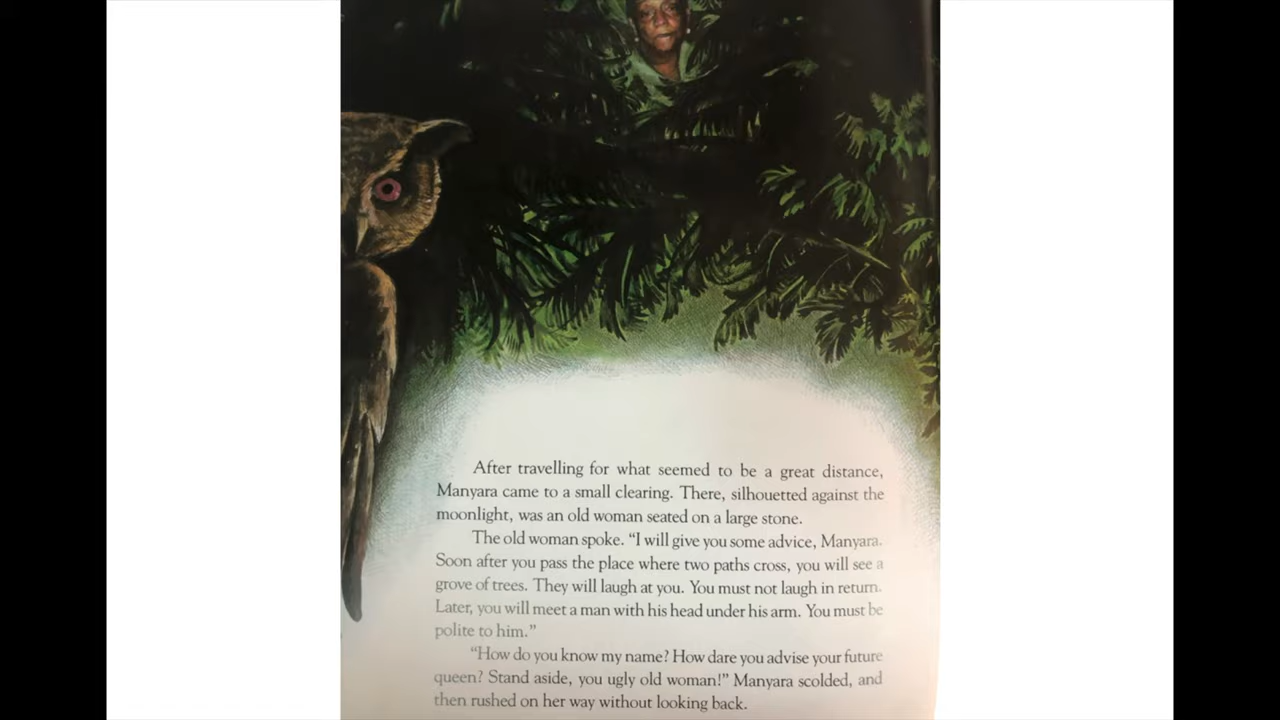 After travelling for what seemed to be a great distance,
Manyara came to a small clearing. There, silhouetted against the
moonlight, was an old woman seated on a large stone.
The old woman spoke. “I will give you some advice, Manyara.
Soon after you pass the place where two paths cross, you will see a
grove of trees. They will laugh at you. You must not laugh in return.
Later, you will meet a man with his head under his arm. You must be
polite to him.”
“How do you know my name? How dare you advise your future
queen? Stand aside, you ugly old woman!” Manyara scolded, and
then rushed on her way without looking back.